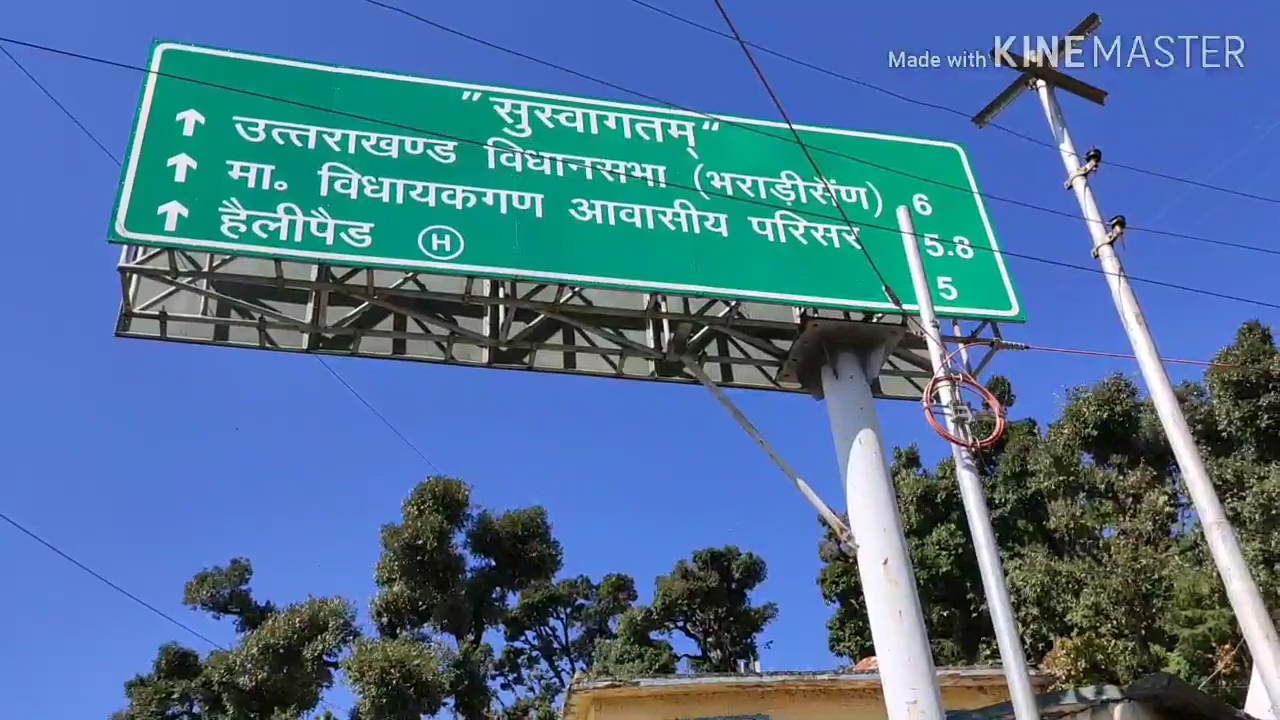 Made with KINEMASTER
"सुस्वागतम्"
↑ उत्तराखण्ड विधानसभा (भराड़ीसैंण) 6
↑ मा. विधायकगण आवासीय परिसर 5.8
↑ हैलीपैड Ⓗ 5